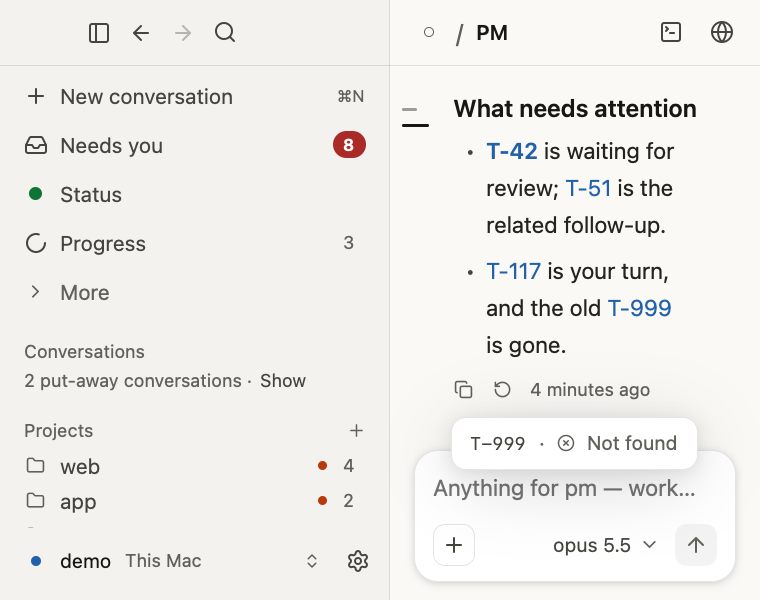 / PM
New conversation ⌘N
Needs you 8
Status
Progress 3
More
Conversations
2 put-away conversations · Show
Projects
web 4
app 2
demo This Mac
What needs attention
• T-42 is waiting for
review; T-51 is the
related follow-up.
• T-117 is your turn,
and the old T-999
is gone.
4 minutes ago
T-999 · Not found
Anything for pm — work…
opus 5.5